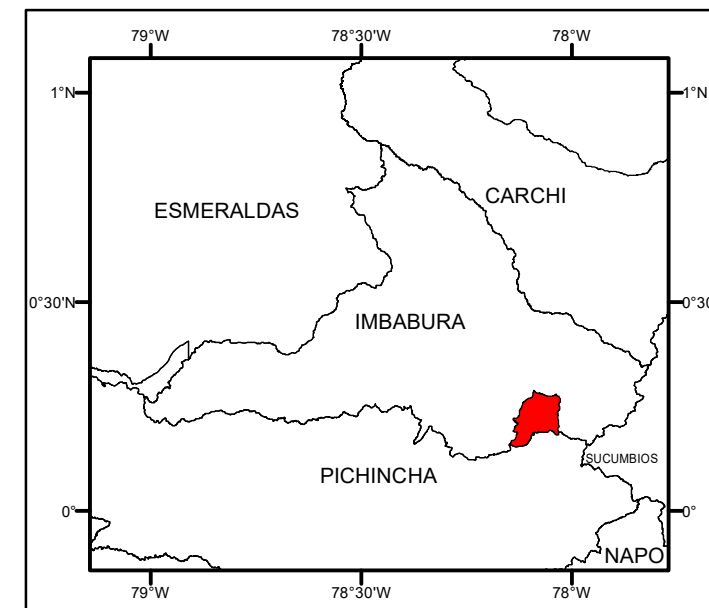 79°W 78°30'W 78°W
1°N 1°N
CARCHI
ESMERALDAS
0°30'N 0°30
IMBABURA
SUCUMBIOS
PICHINCHA
0° 0°
NAPO
79°W 78°30'W 78°W